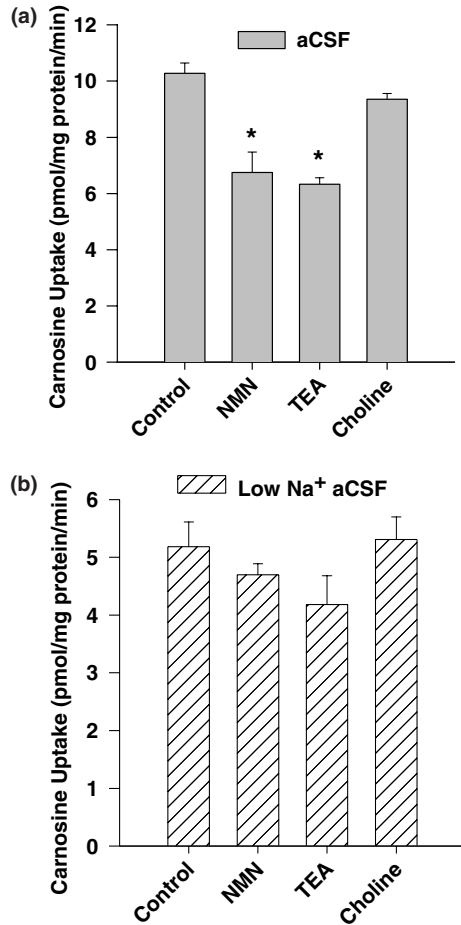 (a)
aCSF
Carnosine Uptake (pmol/mg protein/min)
12
10
8
6
4
2
0
*
*
Control
NMN
TEA
Choline
(b)
Low Na+ aCSF
Carnosine Uptake (pmol/mg protein/min)
6
5
4
3
2
1
0
Control
NMN
TEA
Choline